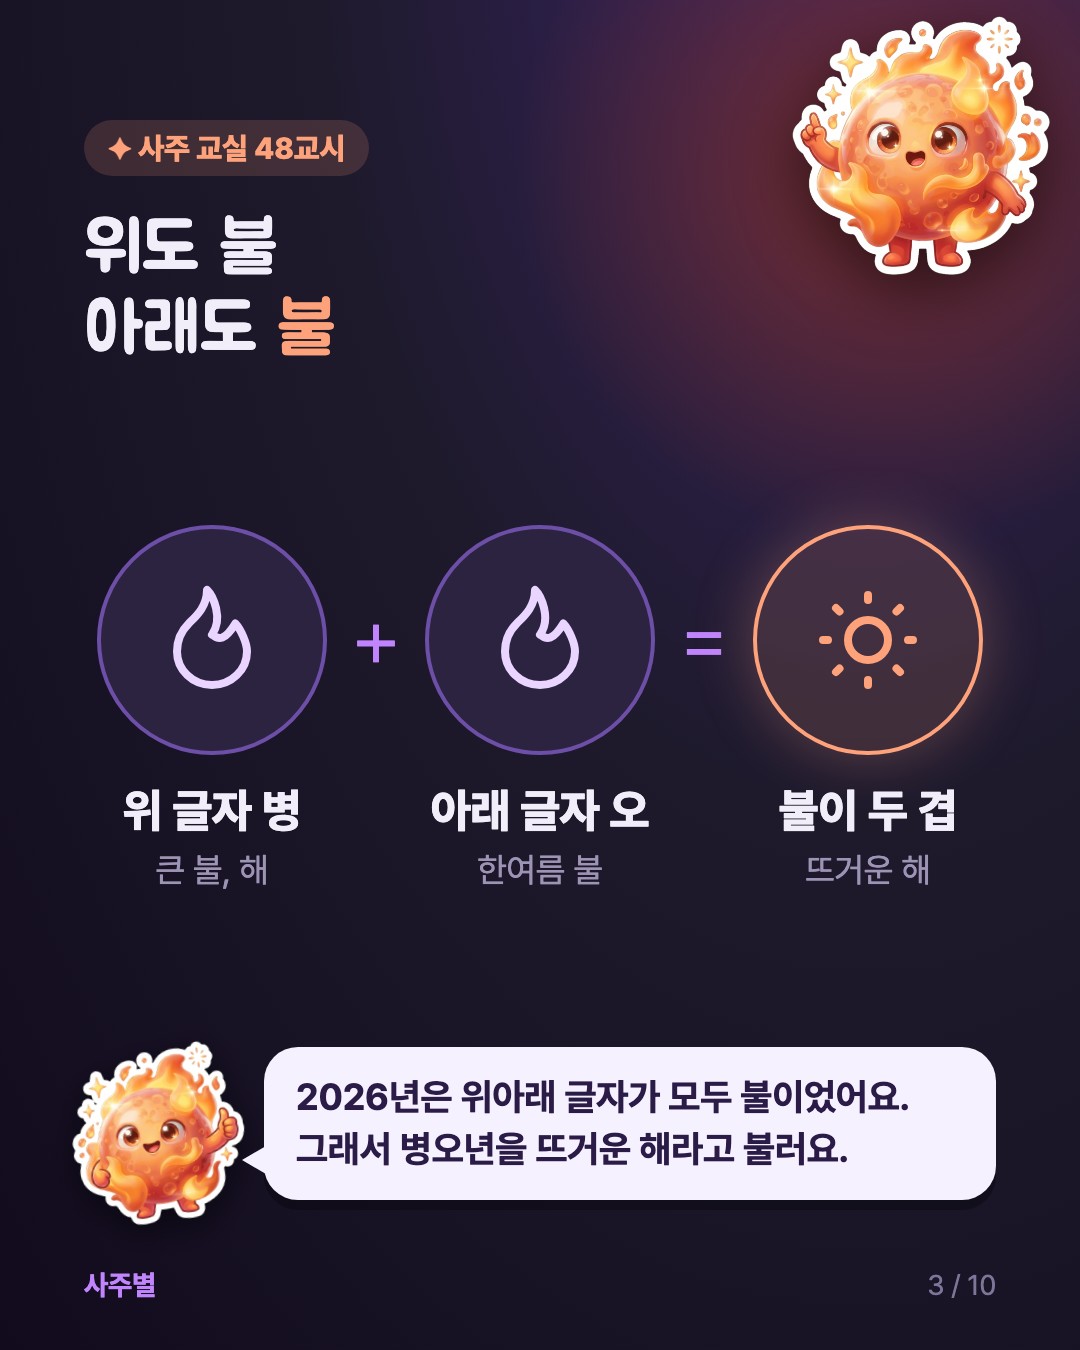 ✦ 사주 교실 48교시
위도 불
아래도 불
+
=
위 글자 병
아래 글자 오
불이 두 겹
큰 불, 해
한여름 불
뜨거운 해
2026년은 위아래 글자가 모두 불이었어요.
그래서 병오년을 뜨거운 해라고 불러요.
사주별
3 / 10